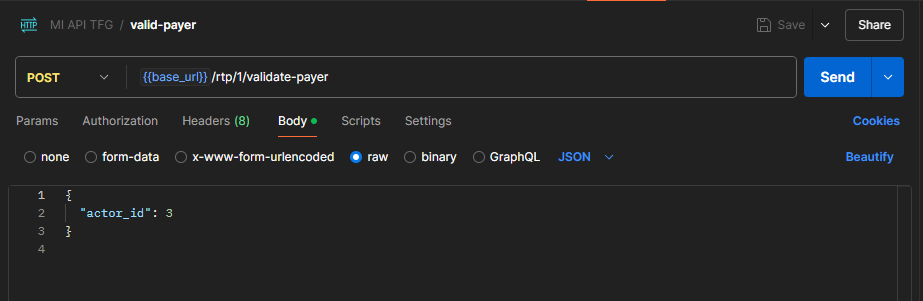 HTTP MI API TFG / valid-payer Save Share
POST {{base_url}} /rtp/1/validate-payer Send
Params Authorization Headers (8) Body Scripts Settings Cookies
none form-data x-www-form-urlencoded raw binary GraphQL JSON Beautify
1 {
2 "actor_id": 3
3 }
4